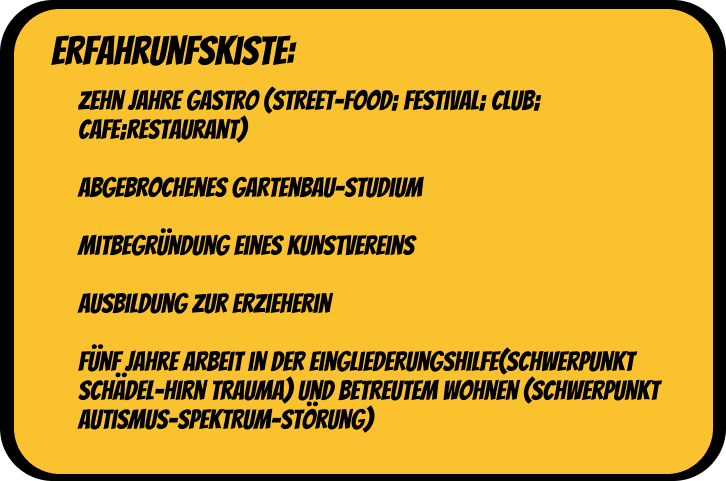 ERFAHRUNFSKISTE:
ZEHN JAHRE GASTRO (STREET-FOOD; FESTIVAL; CLUB;
CAFE;RESTAURANT)
ABGEBROCHENES GARTENBAU-STUDIUM
MITBEGRÜNDUNG EINES KUNSTVEREINS
AUSBILDUNG ZUR ERZIEHERIN
FÜNF JAHRE ARBEIT IN DER EINGLIEDERUNGSHILFE(SCHWERPUNKT
SCHÄDEL-HIRN TRAUMA) UND BETREUTEM WOHNEN (SCHWERPUNKT
AUTISMUS-SPEKTRUM-STÖRUNG)